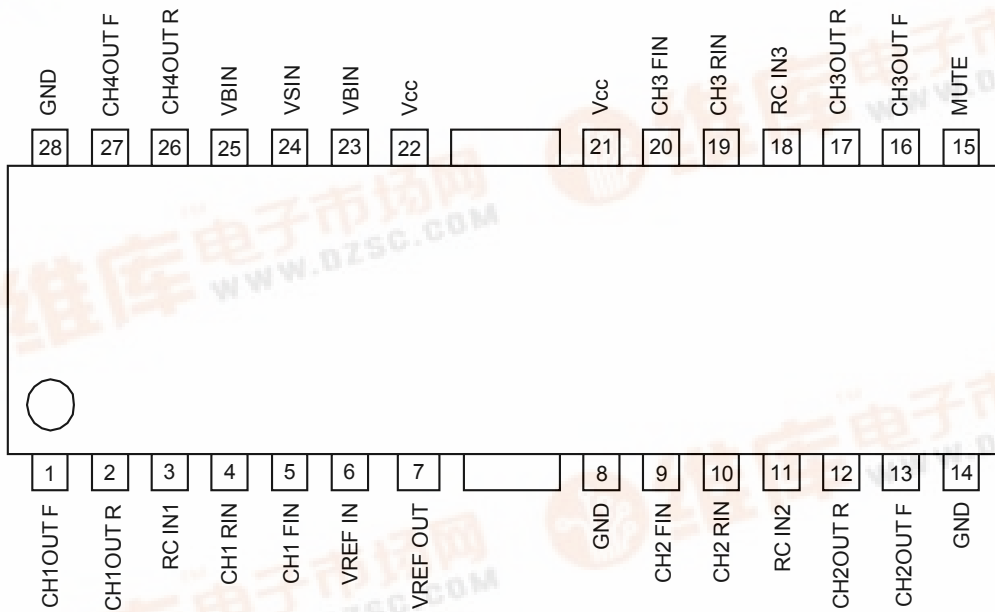 GND CH4OUT F CH4OUT R VBIN VSIN VBIN Vcc Vcc CH3 FIN CH3 RIN RC IN3 CH3OUT R CH3OUT F MUTE
28 27 26 25 24 23 22 21 20 19 18 17 16 15
维库电子市场网
WWW.DZSC.COM
1 2 3 4 5 6 7 8 9 10 11 12 13 14
CH1OUT F CH1OUT R RC IN1 CH1 RIN CH1 FIN VREF IN VREF OUT GND CH2 FIN CH2 RIN RC IN2 CH2OUT R CH2OUT F GND